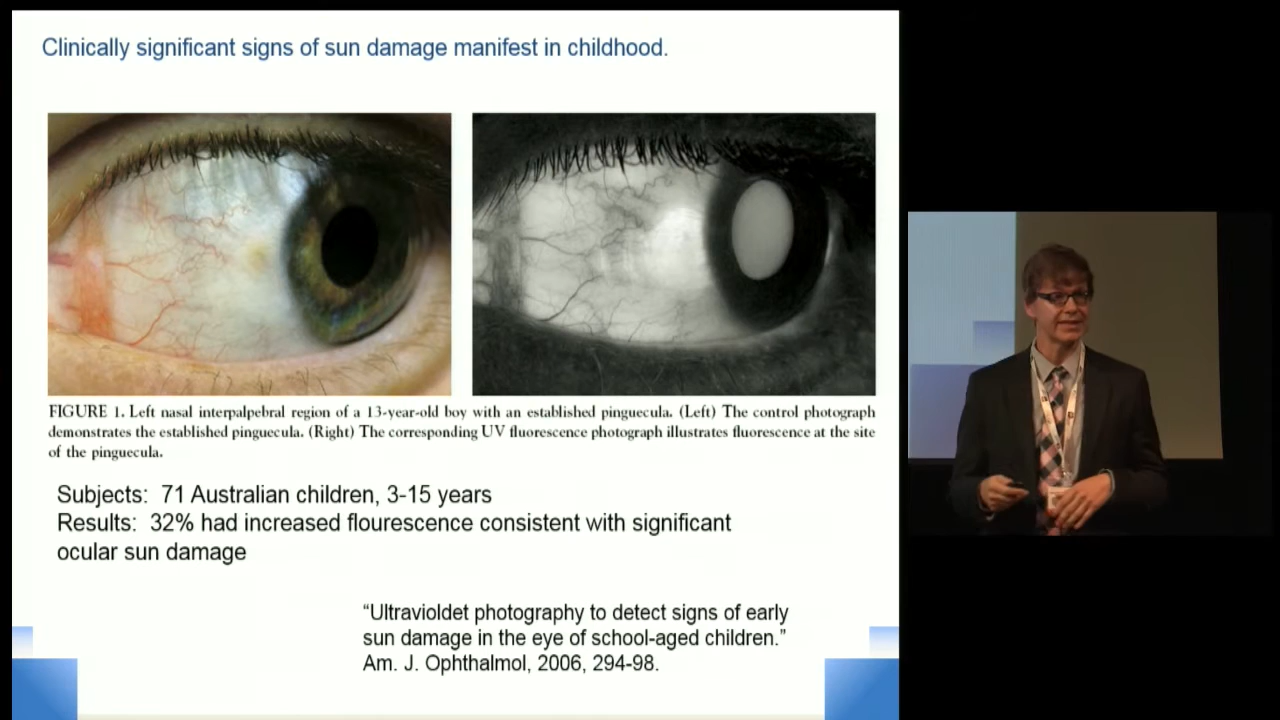 Clinically significant signs of sun damage manifest in childhood.
FIGURE 1. Left nasal interpalpebral region of a 13-year-old boy with an established pinguecula. (Left) The control photograph
demonstrates the established pinguecula. (Right) The corresponding UV fluorescence photograph illustrates fluorescence at the site
of the pinguecula.
Subjects: 71 Australian children, 3-15 years
Results: 32% had increased flourescence consistent with significant
ocular sun damage
“Ultravioldet photography to detect signs of early
sun damage in the eye of school-aged children.”
Am. J. Ophthalmol, 2006, 294-98.